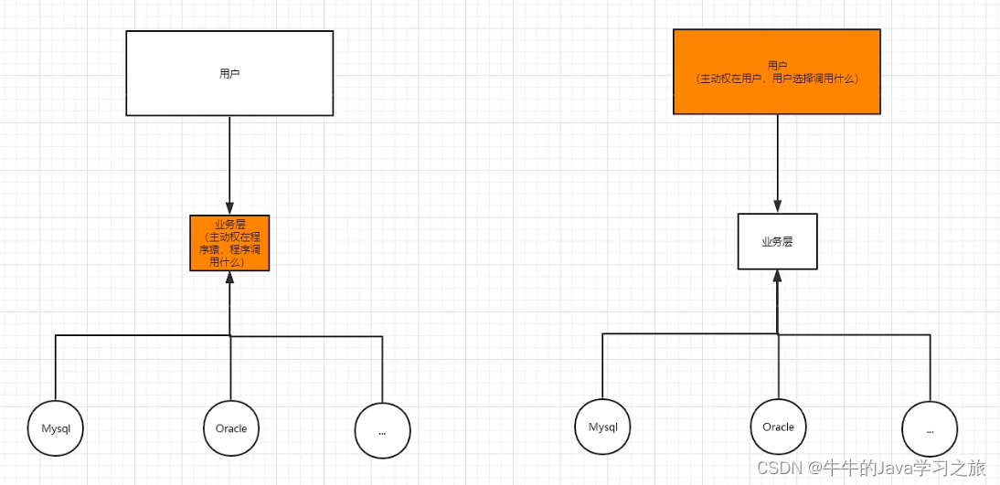 用户
业务层
（主动权在程
序猿，程序调
用什么）
Mysql
Oracle
...
用户
（主动权在用户，用户选择调用什么）
业务层
Mysql
Oracle
...
CSDN @牛牛的Java学习之旅